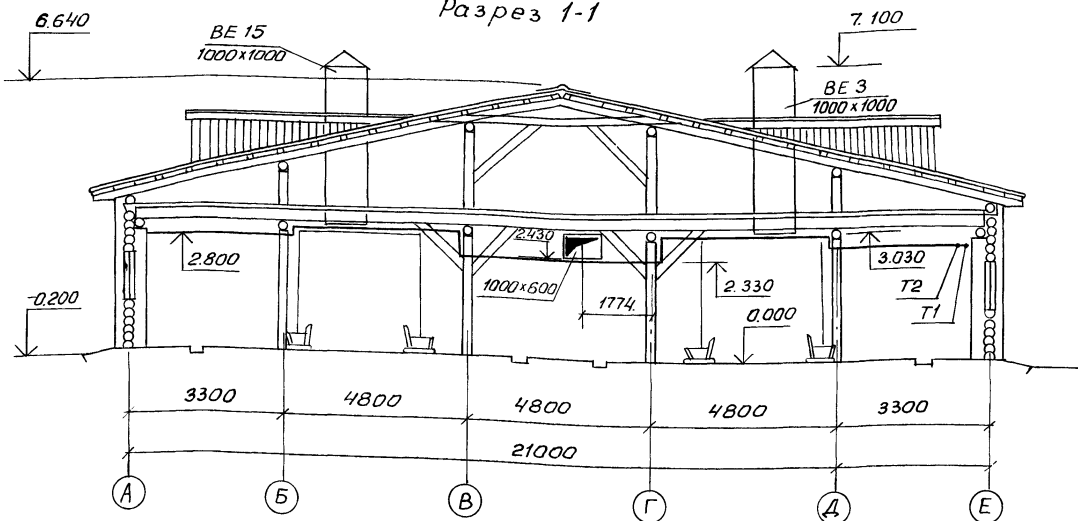 Разрез 1-1
6.640
7.100
ВЕ 15
1000х1000
ВЕ 3
1000х1000
2.800
2.430
3.030
-0.200
1000х600
2.330
Т2
1774
0.000
Т1
3300
4800
4800
4800
3300
21000
А
Б
В
Г
Д
Е